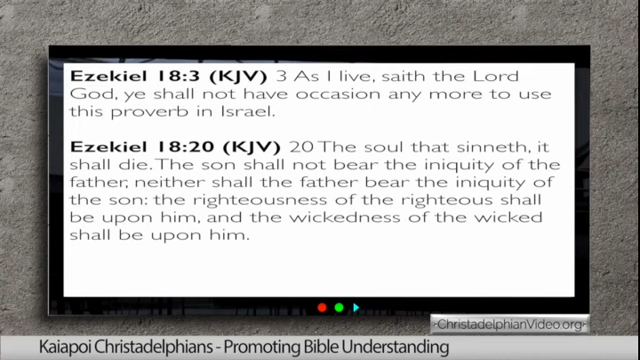 Ezekiel 18:3 (KJV) 3 As I live, saith the Lord
God, ye shall not have occasion any more to use
this proverb in Israel.
Ezekiel 18:20 (KJV) 20 The soul that sinneth, it
shall die. The son shall not bear the iniquity of the
father, neither shall the father bear the iniquity of
the son: the righteousness of the righteous shall
be upon him, and the wickedness of the wicked
shall be upon him.
ChristadelphianVideo.org
Kaiapoi Christadelphians - Promoting Bible Understanding